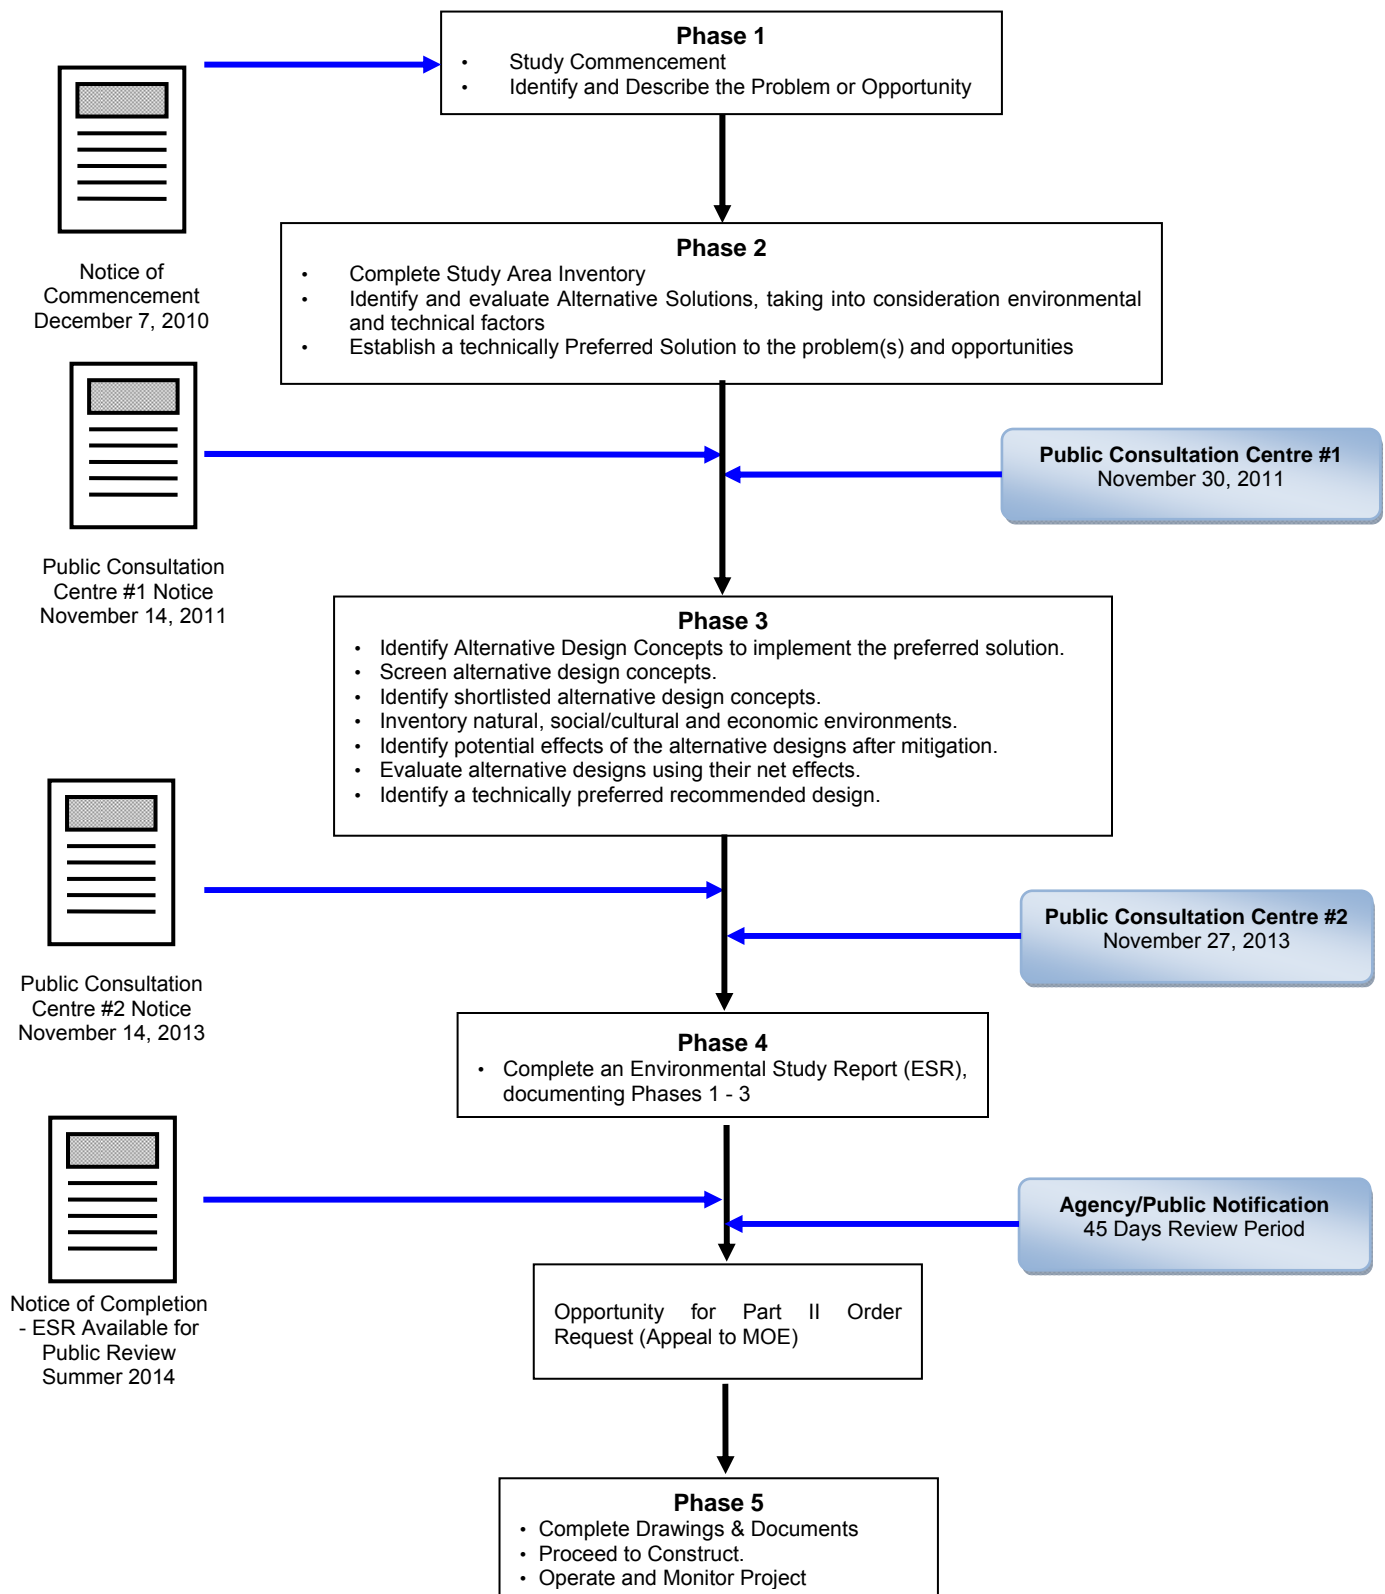 Phase 1
• Study Commencement
• Identify and Describe the Problem or Opportunity
Notice of
Commencement
December 7, 2010
Phase 2
• Complete Study Area Inventory
• Identify and evaluate Alternative Solutions, taking into consideration environmental
and technical factors
• Establish a technically Preferred Solution to the problem(s) and opportunities
Public Consultation
Centre #1 Notice
November 14, 2011
Public Consultation Centre #1
November 30, 2011
Phase 3
• Identify Alternative Design Concepts to implement the preferred solution.
• Screen alternative design concepts.
• Identify shortlisted alternative design concepts.
• Inventory natural, social/cultural and economic environments.
• Identify potential effects of the alternative designs after mitigation.
• Evaluate alternative designs using their net effects.
• Identify a technically preferred recommended design.
Public Consultation
Centre #2 Notice
November 14, 2013
Public Consultation Centre #2
November 27, 2013
Phase 4
• Complete an Environmental Study Report (ESR),
documenting Phases 1 - 3
Notice of Completion
- ESR Available for
Public Review
Summer 2014
Agency/Public Notification
45 Days Review Period
Opportunity for Part II Order
Request (Appeal to MOE)
Phase 5
• Complete Drawings & Documents
• Proceed to Construct.
• Operate and Monitor Project